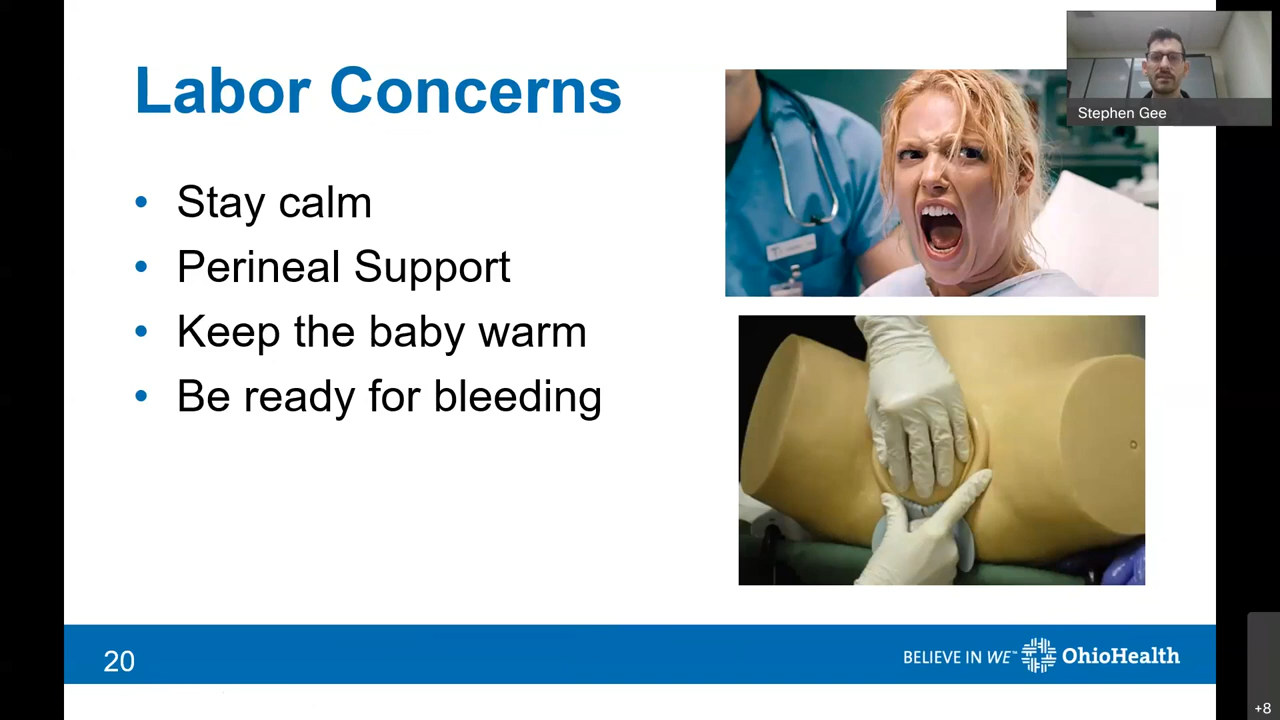 Labor Concerns
Stephen Gee
• Stay calm
• Perineal Support
• Keep the baby warm
• Be ready for bleeding
20
BELIEVE IN WE™ OhioHealth
+8